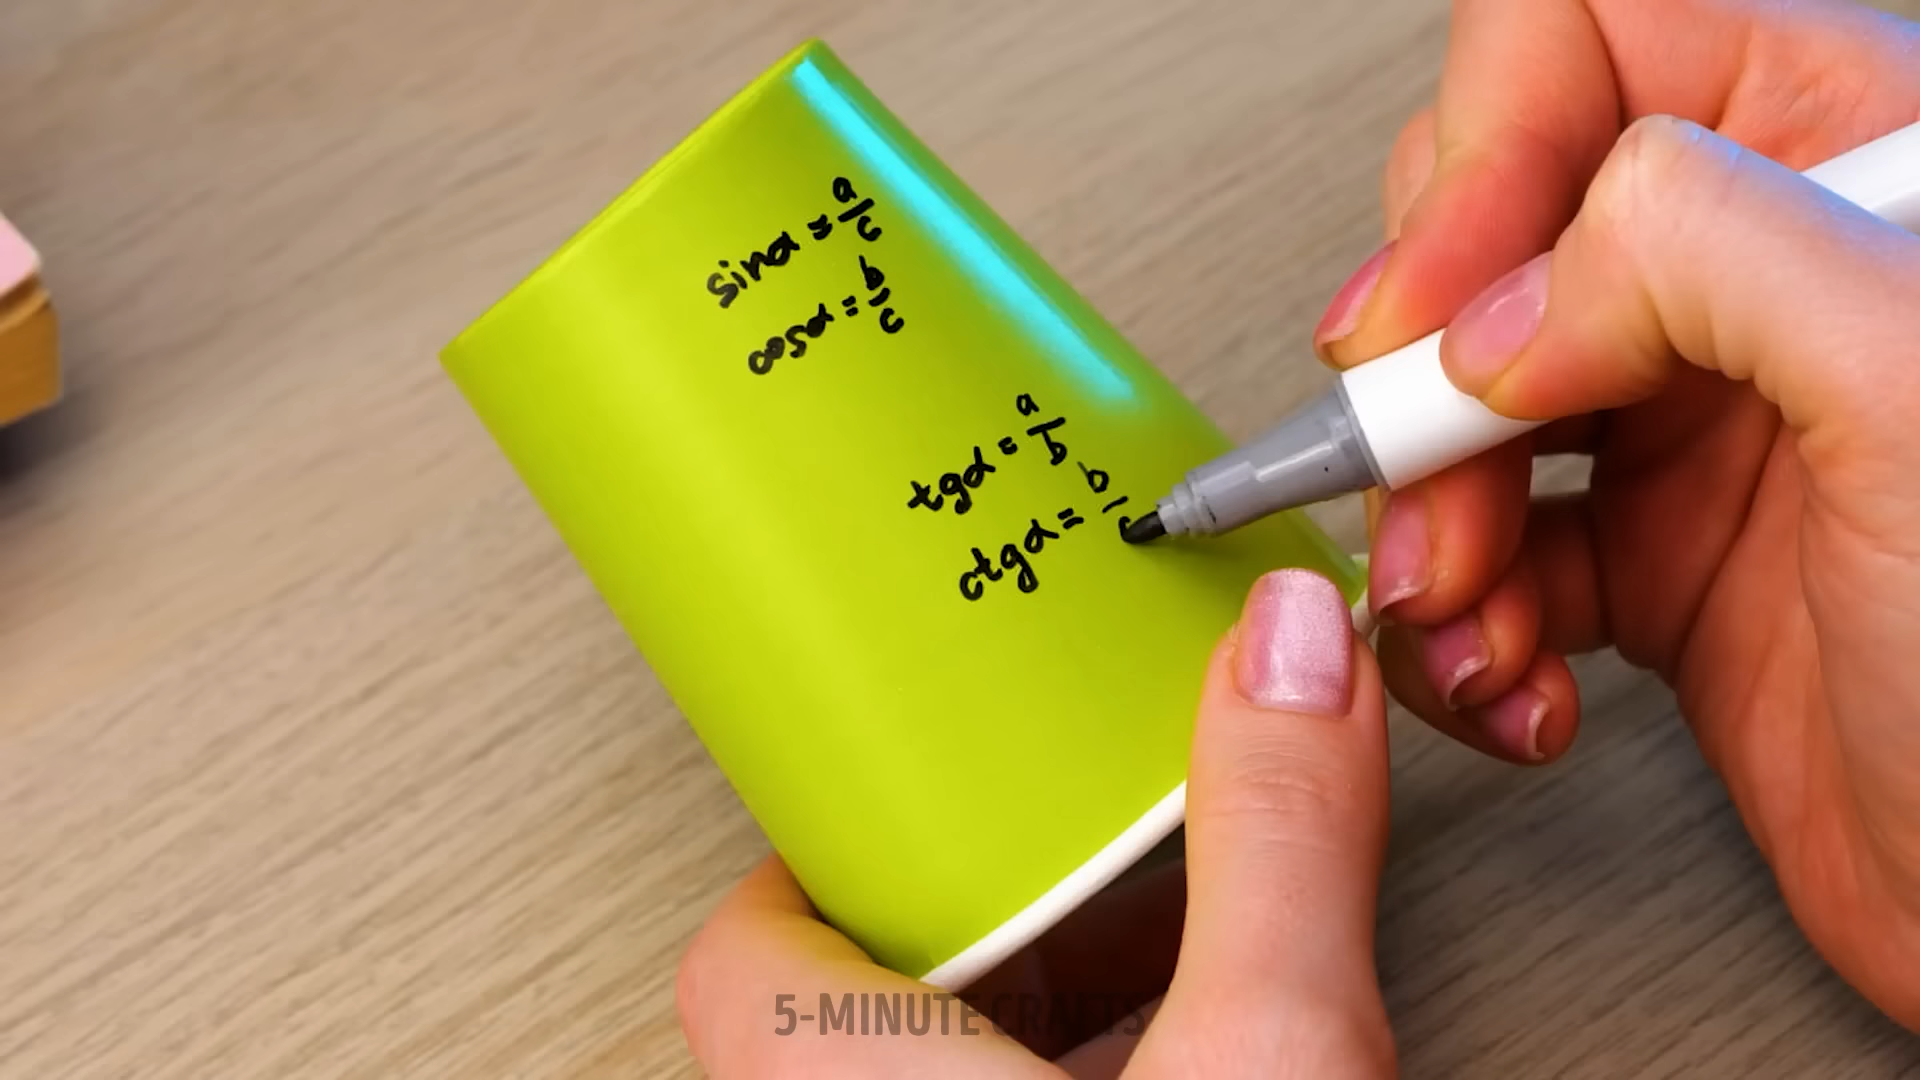 sinα = a/c
cosα = b/c
tgα = a/b
ctgα = b/
5-MINUTE CRAFTS